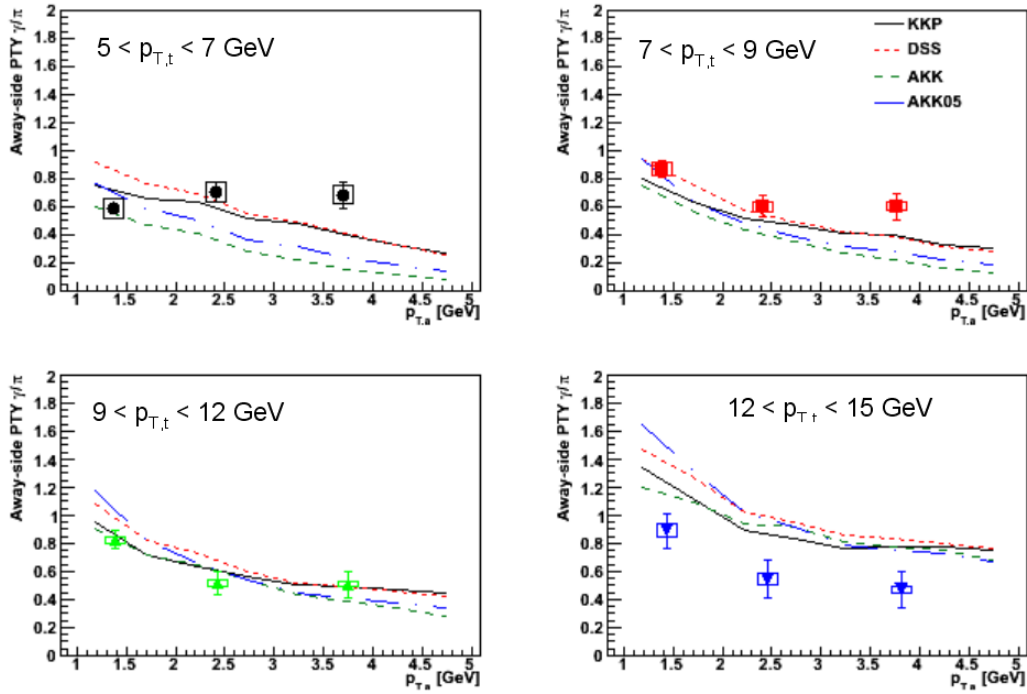 Away-side PTY γ/π
2
1.8
1.6
1.4
1.2
1
0.8
0.6
0.4
0.2
0
5 < p_T,t < 7 GeV
1 1.5 2 2.5 3 3.5 4 4.5 5
p_T,a [GeV]
Away-side PTY γ/π
2
1.8
1.6
1.4
1.2
1
0.8
0.6
0.4
0.2
0
7 < p_T,t < 9 GeV
KKP
DSS
AKK
AKK05
1 1.5 2 2.5 3 3.5 4 4.5 5
p_T,a [GeV]
Away-side PTY γ/π
2
1.8
1.6
1.4
1.2
1
0.8
0.6
0.4
0.2
0
9 < p_T,t < 12 GeV
1 1.5 2 2.5 3 3.5 4 4.5 5
p_T,a [GeV]
Away-side PTY γ/π
2
1.8
1.6
1.4
1.2
1
0.8
0.6
0.4
0.2
0
12 < p_T,t < 15 GeV
1 1.5 2 2.5 3 3.5 4 4.5 5
p_T,a [GeV]